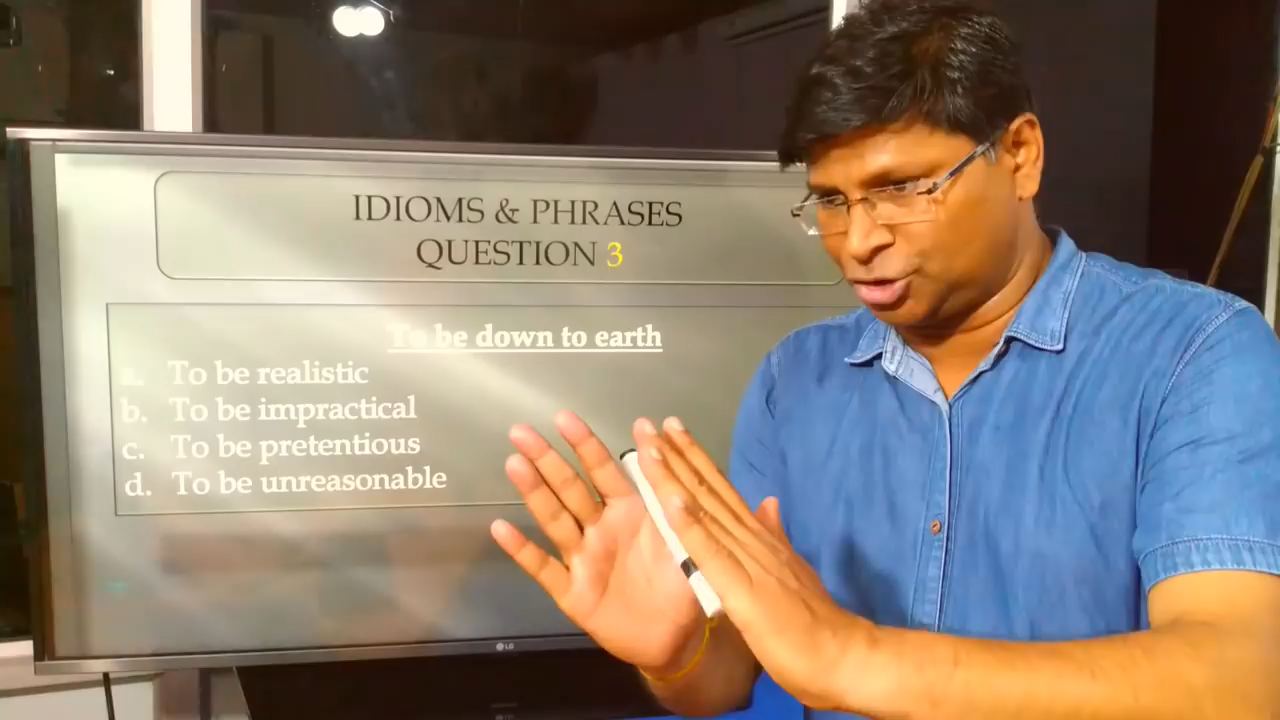 IDIOMS & PHRASES
QUESTION 3
To be down to earth
a. To be realistic
b. To be impractical
c. To be pretentious
d. To be unreasonable
LG